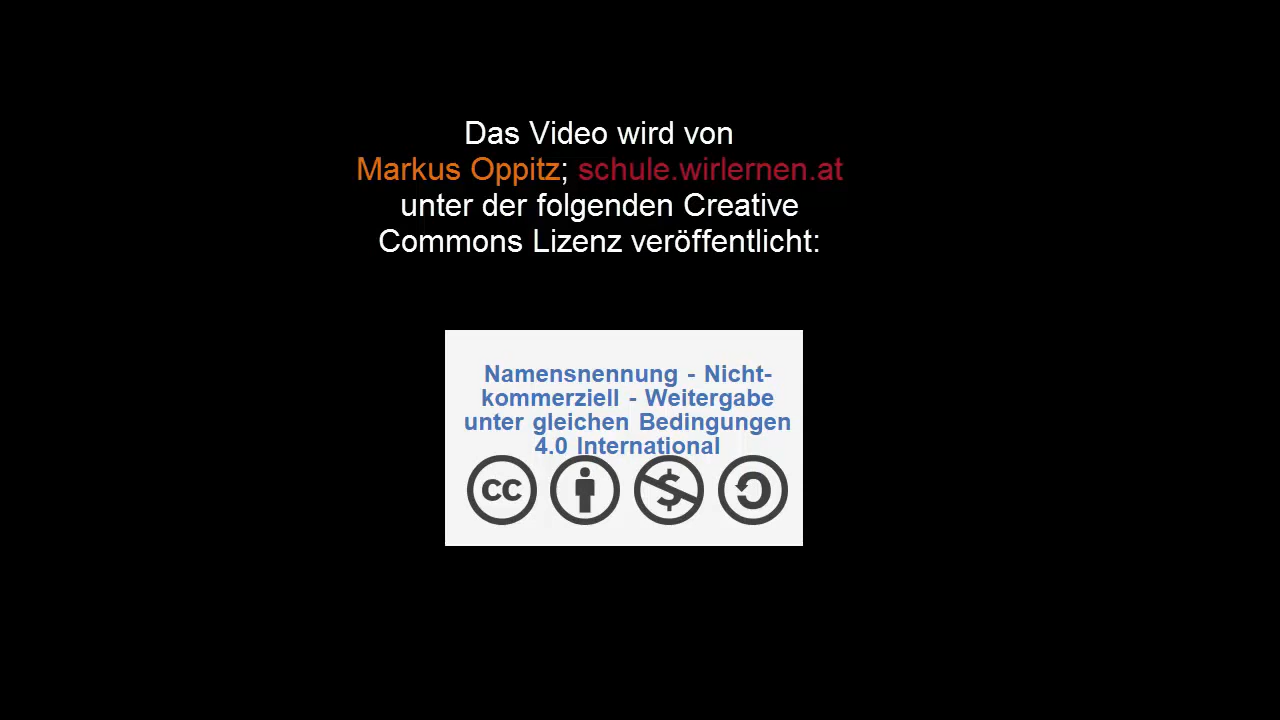 Das Video wird von
Markus Oppitz; schule.wirlernen.at
unter der folgenden Creative
Commons Lizenz veröffentlicht:
Namensnennung - Nicht-
kommerziell - Weitergabe
unter gleichen Bedingungen
4.0 International
cc $